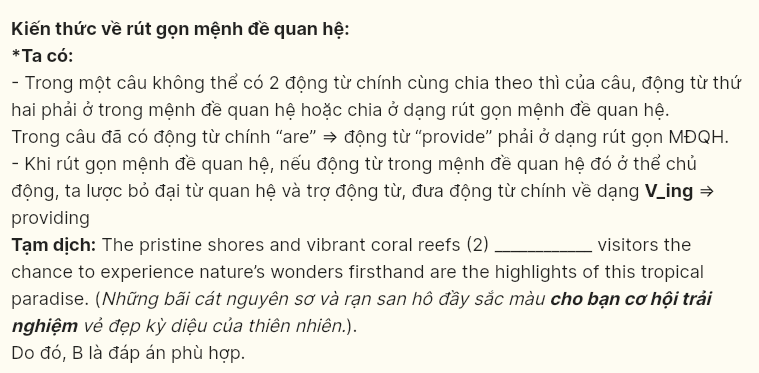 Kiến thức về rút gọn mệnh đề quan hệ:
*Ta có:
- Trong một câu không thể có 2 động từ chính cùng chia theo thì của câu, động từ thứ
hai phải ở trong mệnh đề quan hệ hoặc chia ở dạng rút gọn mệnh đề quan hệ.
Trong câu đã có động từ chính “are” ⇒ động từ “provide” phải ở dạng rút gọn MĐQH.
- Khi rút gọn mệnh đề quan hệ, nếu động từ trong mệnh đề quan hệ đó ở thể chủ
động, ta lược bỏ đại từ quan hệ và trợ động từ, đưa động từ chính về dạng V_ing ⇒
providing
Tạm dịch: The pristine shores and vibrant coral reefs (2) ____________ visitors the
chance to experience nature’s wonders firsthand are the highlights of this tropical
paradise. (Những bãi cát nguyên sơ và rạn san hô đầy sắc màu cho bạn cơ hội trải
nghiệm vẻ đẹp kỳ diệu của thiên nhiên.).
Do đó, B là đáp án phù hợp.